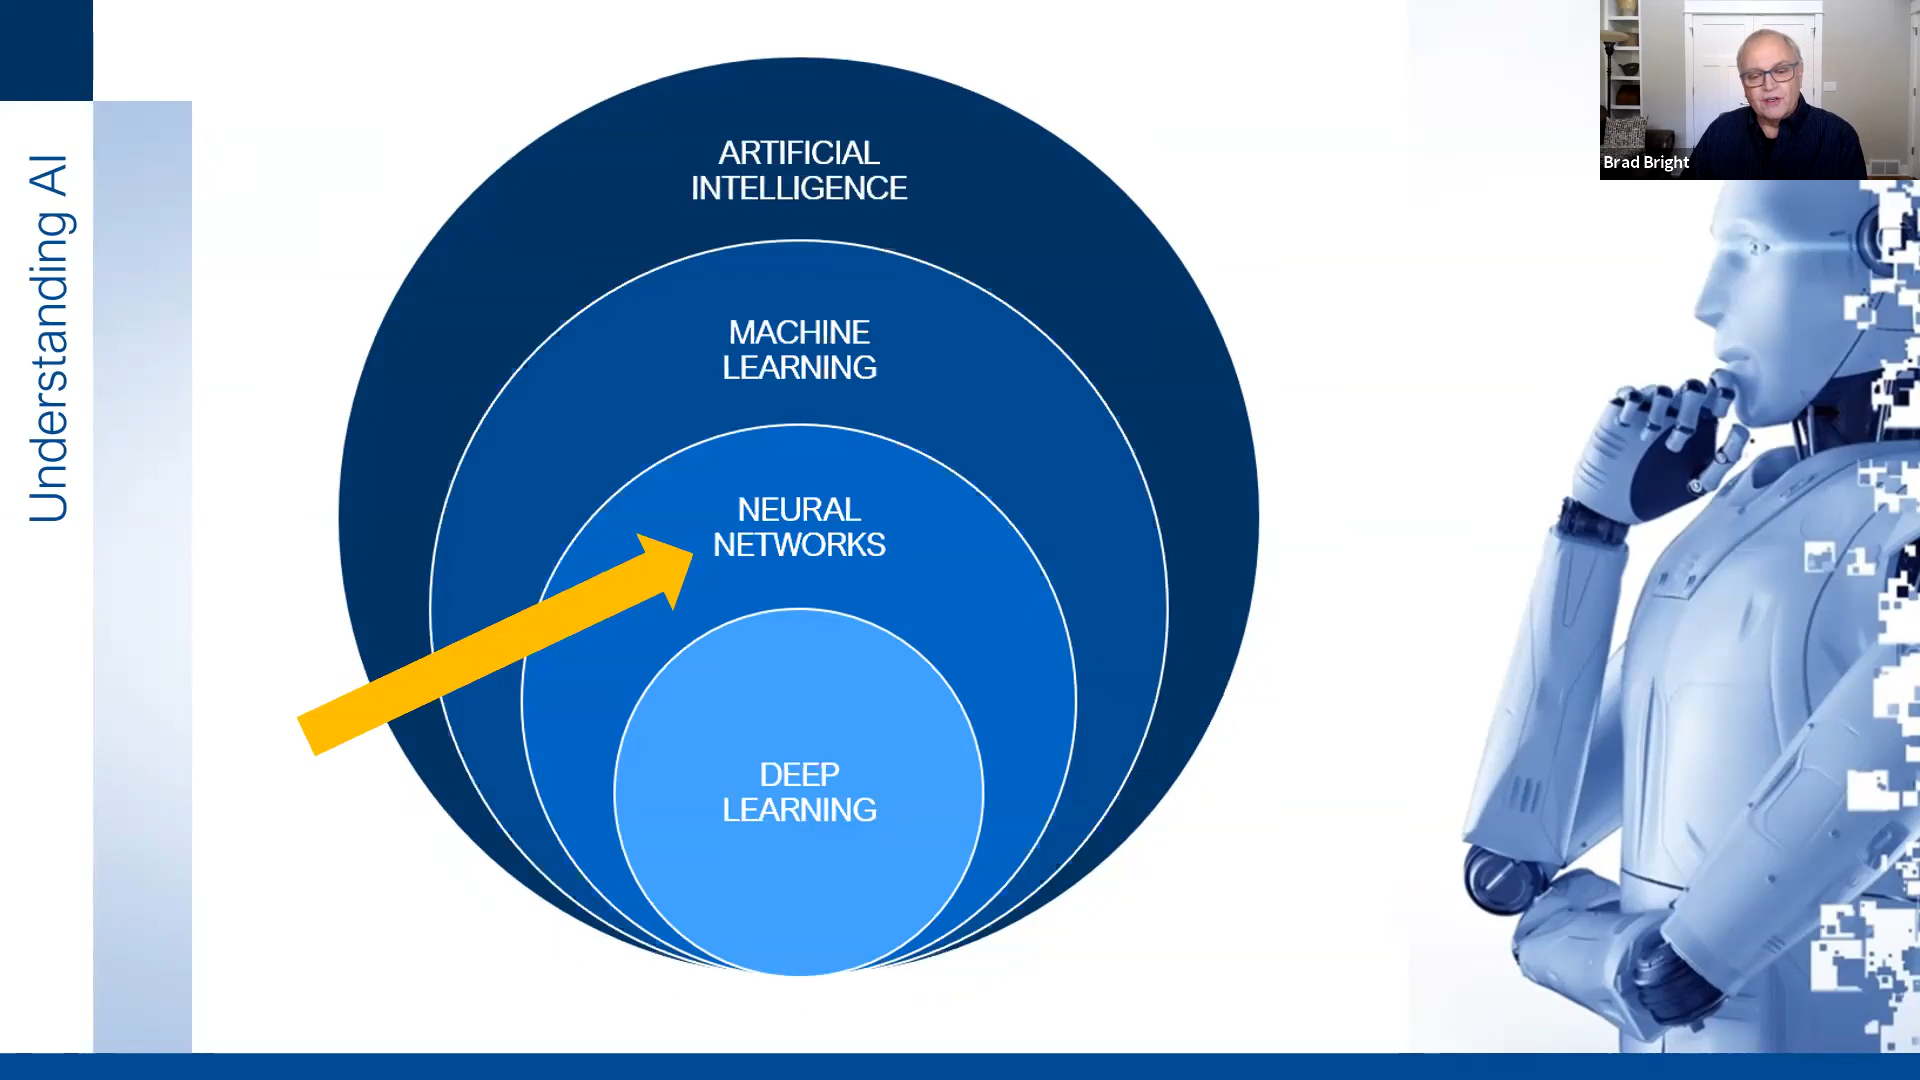 Understanding AI
ARTIFICIAL
INTELLIGENCE
MACHINE
LEARNING
NEURAL
NETWORKS
DEEP
LEARNING
Brad Bright